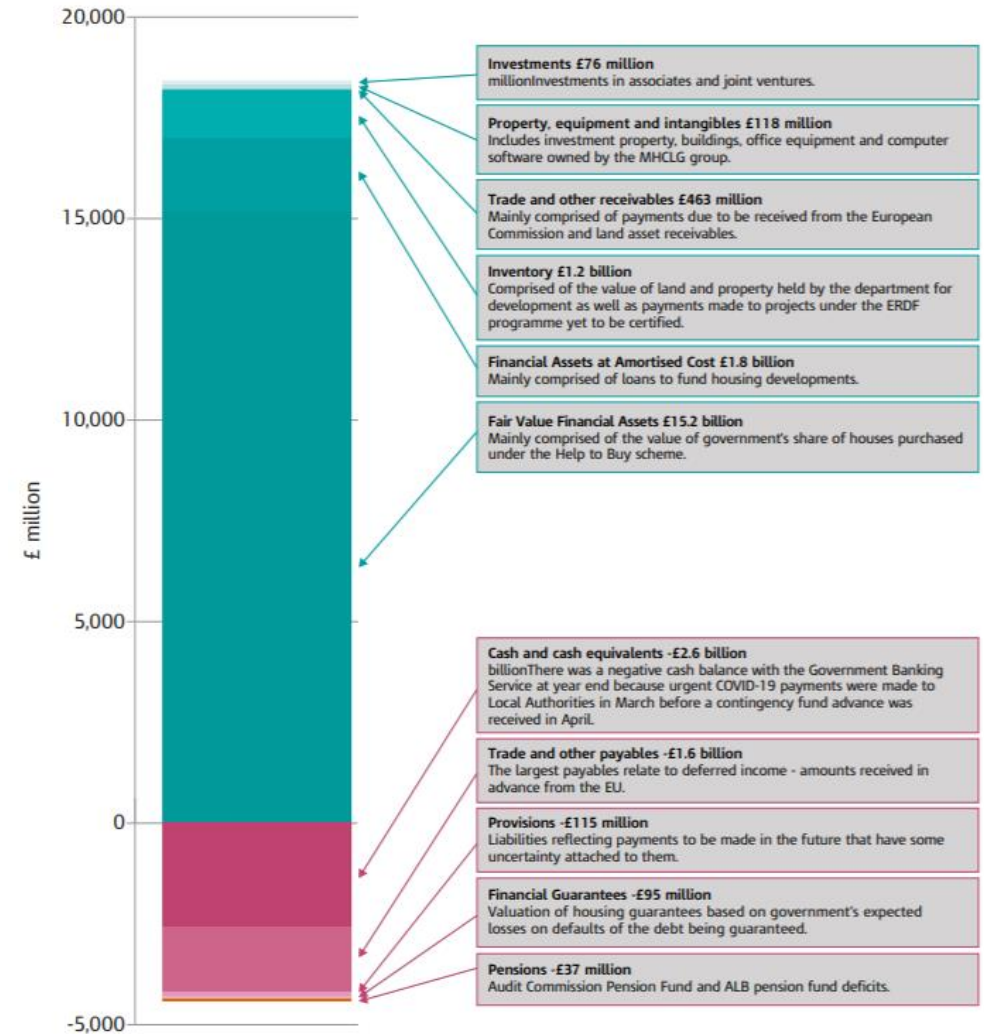 20,000
15,000
10,000
5,000
0
-5,000
£ million
Investments £76 million
millionInvestments in associates and joint ventures.
Property, equipment and intangibles £118 million
Includes investment property, buildings, office equipment and computer
software owned by the MHCLG group.
Trade and other receivables £463 million
Mainly comprised of payments due to be received from the European
Commission and land asset receivables.
Inventory £1.2 billion
Comprised of the value of land and property held by the department for
development as well as payments made to projects under the ERDF
programme yet to be certified.
Financial Assets at Amortised Cost £1.8 billion
Mainly comprised of loans to fund housing developments.
Fair Value Financial Assets £15.2 billion
Mainly comprised of the value of government's share of houses purchased
under the Help to Buy scheme.
Cash and cash equivalents -£2.6 billion
billionThere was a negative cash balance with the Government Banking
Service at year end because urgent COVID-19 payments were made to
Local Authorities in March before a contingency fund advance was
received in April.
Trade and other payables -£1.6 billion
The largest payables relate to deferred income - amounts received in
advance from the EU.
Provisions -£115 million
Liabilities reflecting payments to be made in the future that have some
uncertainty attached to them.
Financial Guarantees -£95 million
Valuation of housing guarantees based on government's expected
losses on defaults of the debt being guaranteed.
Pensions -£37 million
Audit Commission Pension Fund and ALB pension fund deficits.